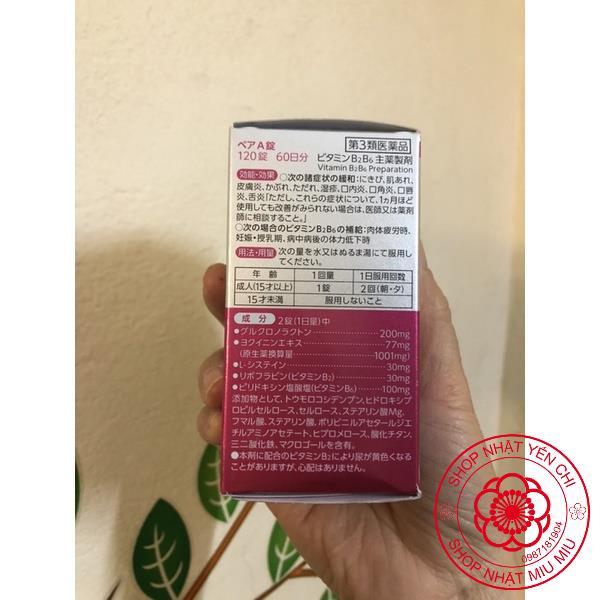 ペアA錠
120錠 60日分
第3類医薬品
ビタミンB2B6 主薬製剤
Vitamin B2B6 Preparation
効能・効果 ○次の諸症状の緩和：にきび、肌あれ、
皮膚炎、かぶれ、ただれ、湿疹、口内炎、口角炎、口唇
炎、舌炎「ただし、これらの症状について、1ヵ月ほど
使用しても改善がみられない場合は、医師又は薬剤
師に相談すること。」
○次の場合のビタミンB2B6の補給：肉体疲労時、
妊娠・授乳期、病中病後の体力低下時
用法・用量 次の量を水又はぬるま湯にて服用し
てください。
年齢 1回量 1日服用回数
成人(15才以上) 1錠 2回(朝・夕)
15才未満 服用しないこと
成分 2錠(1日量)中
●グルクロノラクトン 200mg
●ヨクイニンエキス 77mg
(原生薬換算量 1001mg)
●L-システイン 30mg
●リボフラビン(ビタミンB2) 30mg
●ピリドキシン塩酸塩(ビタミンB6) 100mg
添加物として、トウモロコシデンプン、ヒドロキシプ
ロピルセルロース、セルロース、ステアリン酸Mg、
フマル酸、ステアリン酸、ポリビニルアセタールジエ
チルアミノアセテート、ヒプロメロース、酸化チタン、
三二酸化鉄、マクロゴールを含有。
●本剤に配合のビタミンB2により尿が黄色くなる
ことがありますが、心配はありません。
SHOP NHẬT YẾN CHI
0987181904
SHOP NHẬT MIU MIU